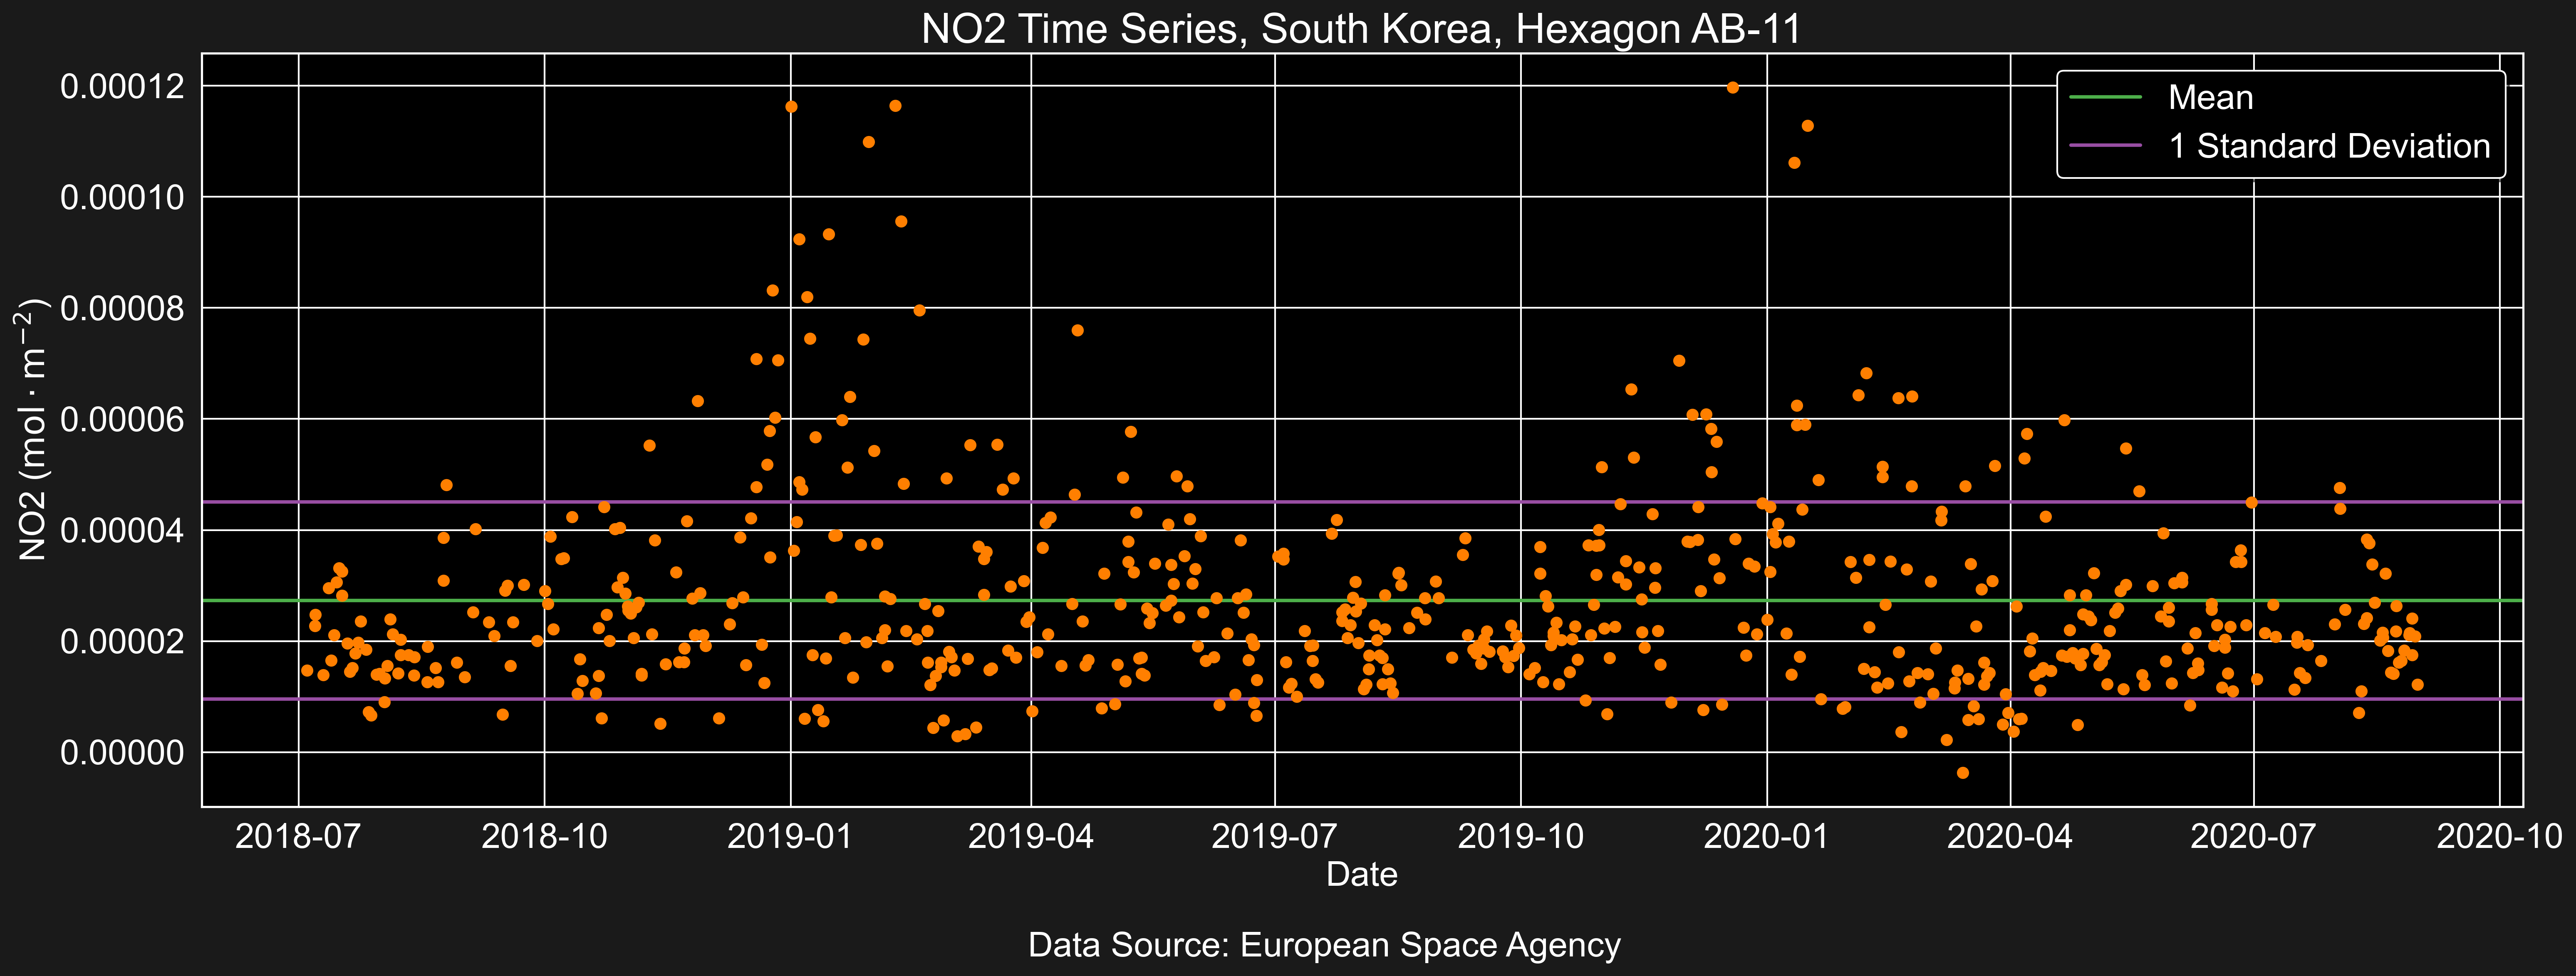 NO2 Time Series, South Korea, Hexagon AB-11
Mean
1 Standard Deviation
NO2 (mol · m⁻²)
0.00012
0.00010
0.00008
0.00006
0.00004
0.00002
0.00000
2018-07 2018-10 2019-01 2019-04 2019-07 2019-10 2020-01 2020-04 2020-07 2020-10
Date
Data Source: European Space Agency